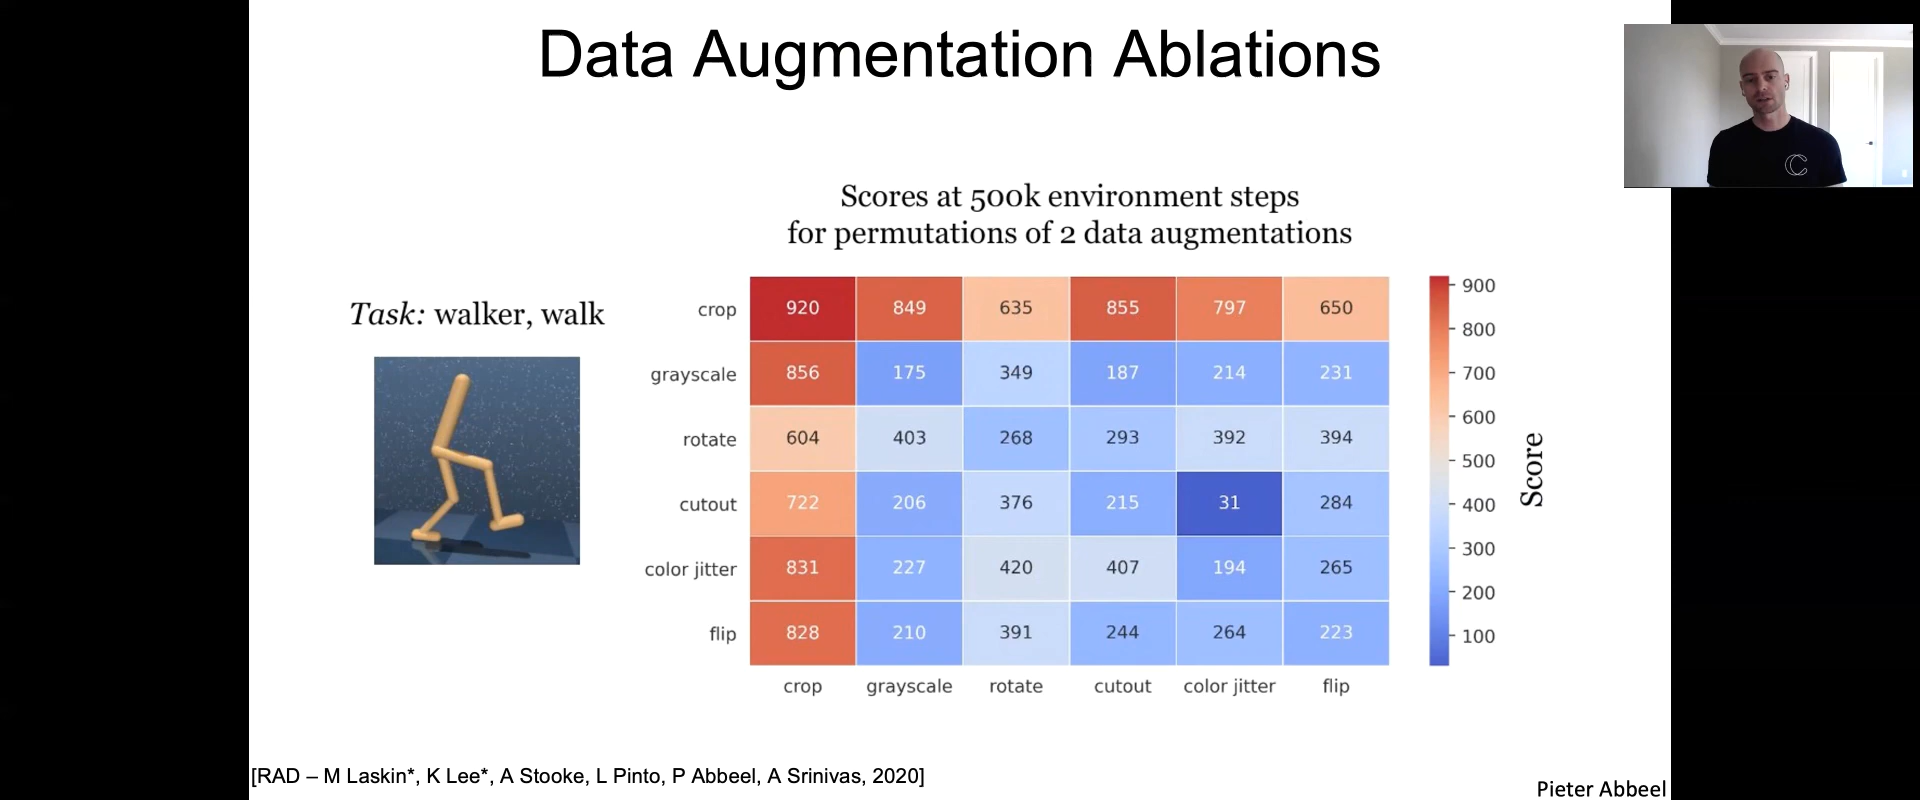 Data Augmentation Ablations
Scores at 500k environment steps
for permutations of 2 data augmentations
Task: walker, walk
crop 920 849 635 855 797 650
grayscale 856 175 349 187 214 231
rotate 604 403 268 293 392 394
cutout 722 206 376 215 31 284
color jitter 831 227 420 407 194 265
flip 828 210 391 244 264 223
crop grayscale rotate cutout color jitter flip
900
800
700
600
500
400
300
200
100
Score
[RAD – M Laskin*, K Lee*, A Stooke, L Pinto, P Abbeel, A Srinivas, 2020]
Pieter Abbeel